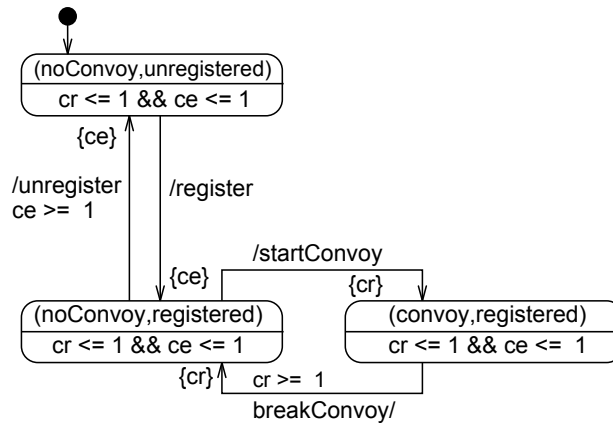 (noConvoy,unregistered)
cr <= 1 && ce <= 1
{ce}
/unregister
ce >=  1
/register
/startConvoy
{ce}
{cr}
(noConvoy,registered)
cr <= 1 && ce <= 1
(convoy,registered)
cr <= 1 && ce <=  1
{cr}
cr >=  1
breakConvoy/